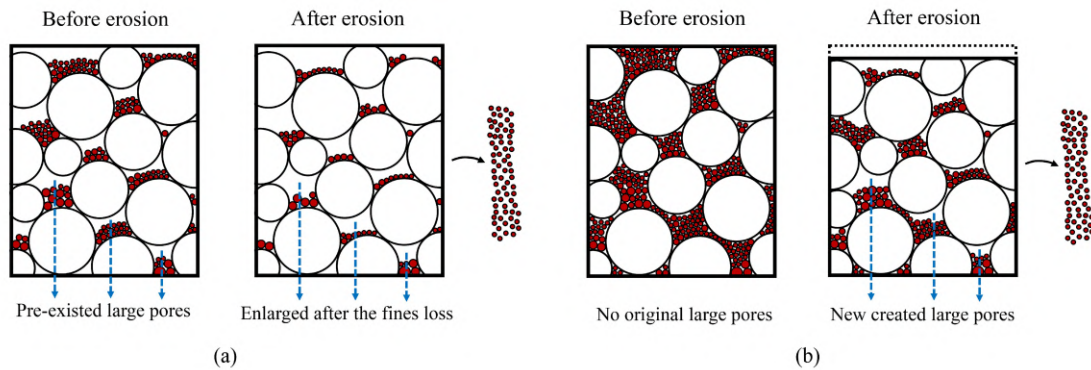 Before erosion
After erosion
Pre-existed large pores
Enlarged after the fines loss
(a)
Before erosion
After erosion
No original large pores
New created large pores
(b)